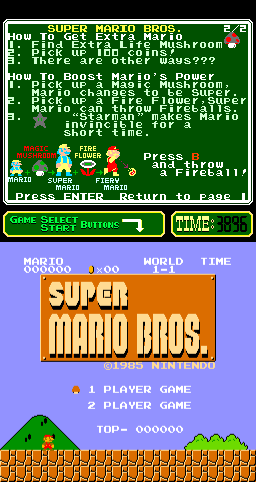 SUPER MARIO BROS. 2/2
How To Get Extra Mario
1. Find Extra Life Mushroom
2. Pick up 100 coins!
3. There are other ways???
How To Boost Mario's Power
1. Pick up a Magic Mushroom,
Mario changes to be Super.
2. Pick up a Fire Flower,Super
Mario can throw Fireballs.
3. "Starman" makes Mario
invincible for a
short time.
MAGIC MUSHROOM
FIRE FLOWER
MARIO
SUPER MARIO
FIERY MARIO
Press B
and throw
a Fireball!
Press ENTER Return to page 1
GAME SELECT
START BUTTONS
TIME: 3896
MARIO WORLD TIME
000000 ×00 1-1
SUPER
MARIO BROS.
©1985 NINTENDO
1 PLAYER GAME
2 PLAYER GAME
TOP- 000000